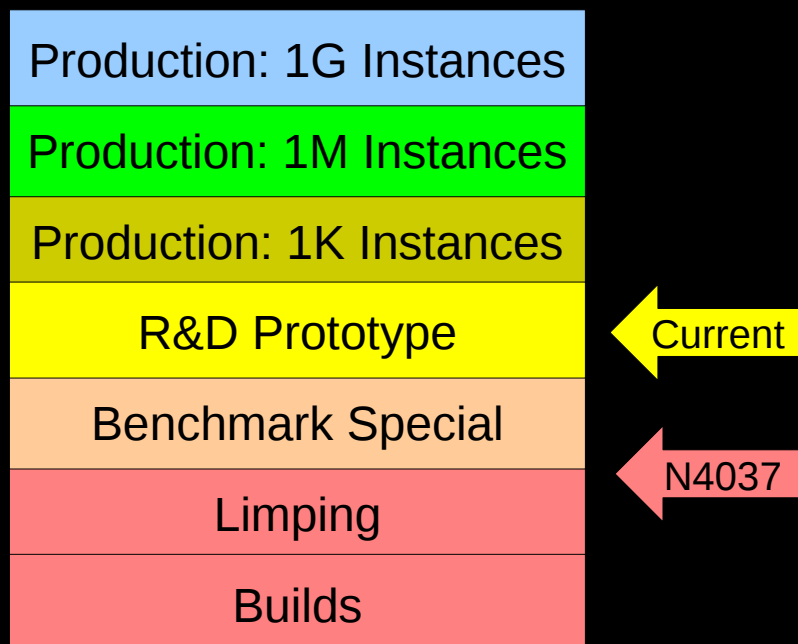 Production: 1G Instances
Production: 1M Instances
Production: 1K Instances
R&D Prototype
Current
Benchmark Special
N4037
Limping
Builds